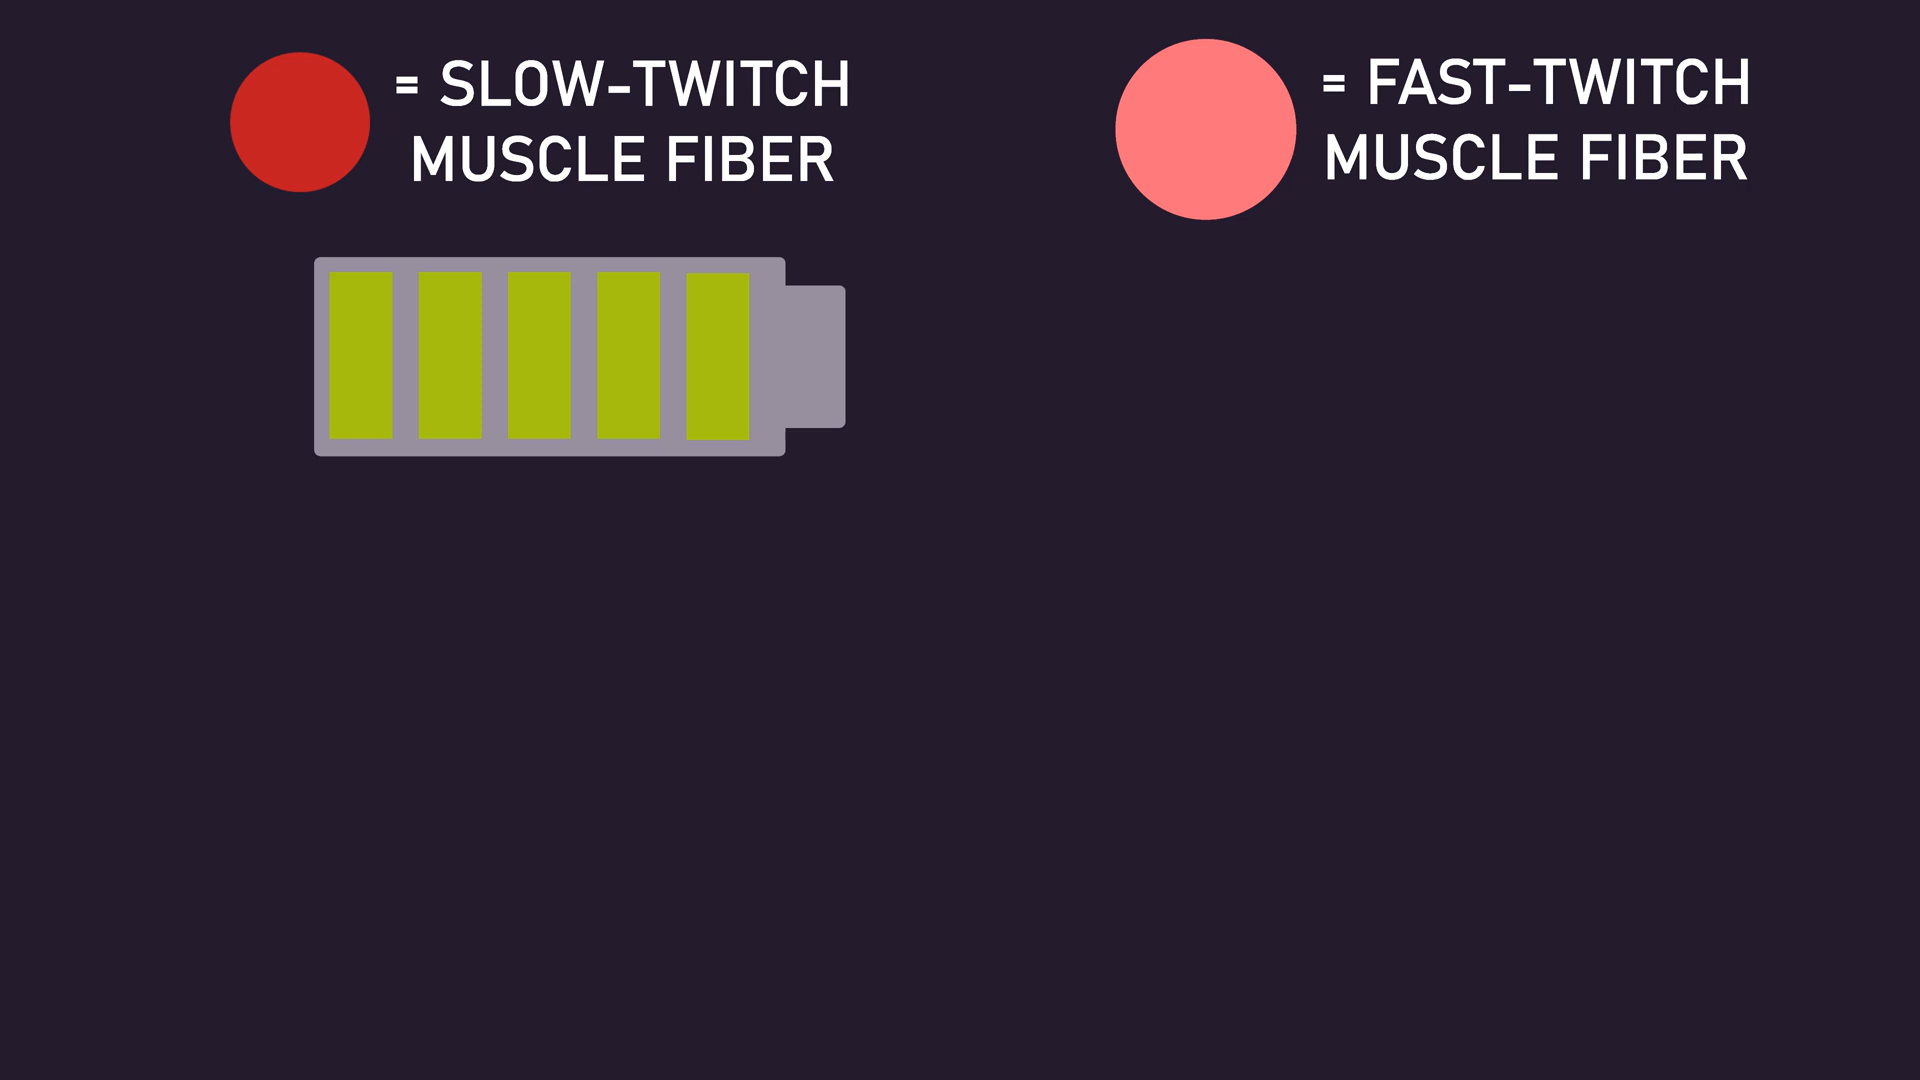 = SLOW-TWITCH
MUSCLE FIBER
= FAST-TWITCH
MUSCLE FIBER